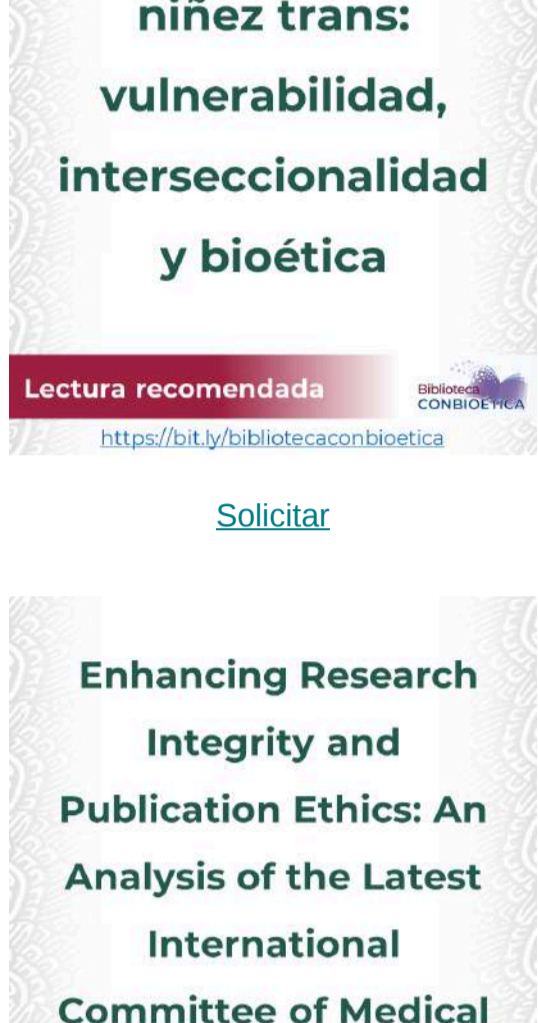 niñez trans:
vulnerabilidad,
interseccionalidad
y bioética
Lectura recomendada
Biblioteca
CONBIOETICA
https://bit.ly/bibliotecaconbioetica
Solicitar
Enhancing Research
Integrity and
Publication Ethics: An
Analysis of the Latest
International
Committee of Medical